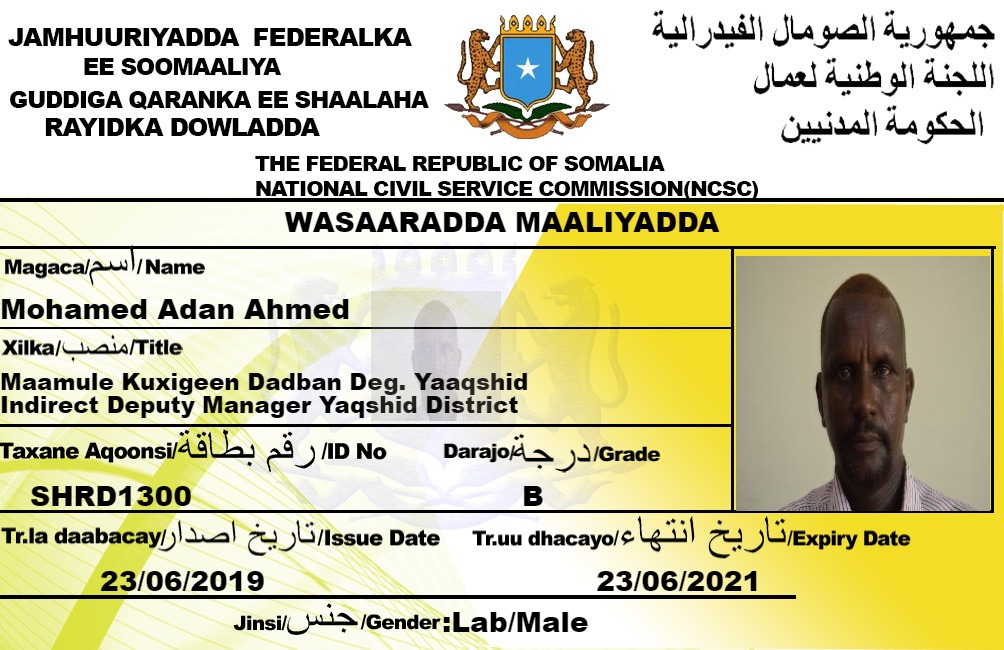 JAMHUURIYADDA FEDERALKA
EE SOOMAALIYA
GUDDIGA QARANKA EE SHAALAHA
RAYIDKA DOWLADDA
جمهورية الصومال الفيدرالية
اللجنة الوطنية لعمال
الحكومة المدنيين
THE FEDERAL REPUBLIC OF SOMALIA
NATIONAL CIVIL SERVICE COMMISSION(NCSC)
WASAARADDA MAALIYADDA
Magaca/اسم/Name
Mohamed Adan Ahmed
Xilka/منصب/Title
Maamule Kuxigeen Dadban Deg. Yaaqshid
Indirect Deputy Manager Yaqshid District
Taxane Aqoonsi/رقم بطاقة/ID No
Darajo/درجة/Grade
SHRD1300
B
Tr.la daabacay/تاريخ اصدار/Issue Date
Tr.uu dhacayo/تاريخ انتهاء/Expiry Date
23/06/2019
23/06/2021
Jinsi/جنس/Gender:Lab/Male